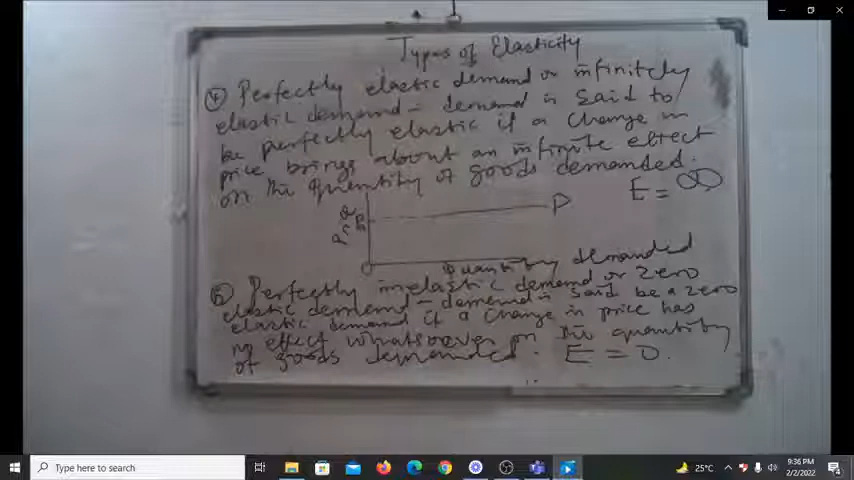 Types of Elasticity
(4) Perfectly elastic demand or infinitely
elastic demand - demand is said to
be perfectly elastic if a change in
price brings about an infinite effect
on the quantity of goods demanded.
E = ∞
D
Quantity demanded
(5) Perfectly inelastic demand or zero
elastic demand - demand is said be a zero
elastic demand if a change in price has
no effect whatsoever on the quantity
of goods demanded. E = 0.
Type here to search
25°C
9:36 PM
2/2/2022